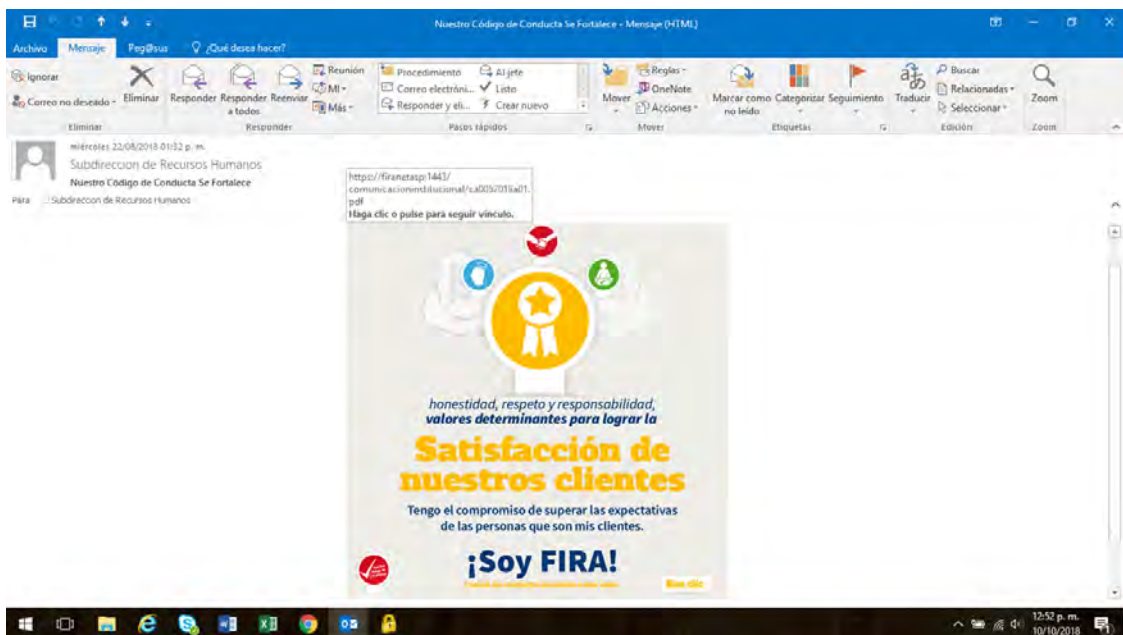 Nuestro Código de Conducta Se Fortalece - Mensaje (HTML)
Archivo Mensaje Peg@sus ¿Qué desea hacer?
Ignorar
Correo no deseado
Eliminar
Responder
Responder a todos
Reenviar
Reunión
MI
Más
Procedimiento
Correo electróni...
Responder y eli...
Al jefe
Listo
Crear nuevo
Mover
Reglas
OneNote
Acciones
Marcar como no leído
Categorizar
Seguimiento
Traducir
Buscar
Relacionadas
Seleccionar
Zoom
Eliminar Responder Pasos rápidos Mover Etiquetas Edición Zoom
miércoles 22/08/2018 01:32 p. m.
Subdireccion de Recursos Humanos
Nuestro Código de Conducta Se Fortalece
Para Subdireccion de Recursos Humanos
pdf
Haga clic o pulse para seguir vínculo.
honestidad, respeto y responsabilidad,
valores determinantes para lograr la
Satisfacción de
nuestros clientes
Tengo el compromiso de superar las expectativas
de las personas que son mis clientes.
¡Soy FIRA!
12:52 p. m.
10/10/2018